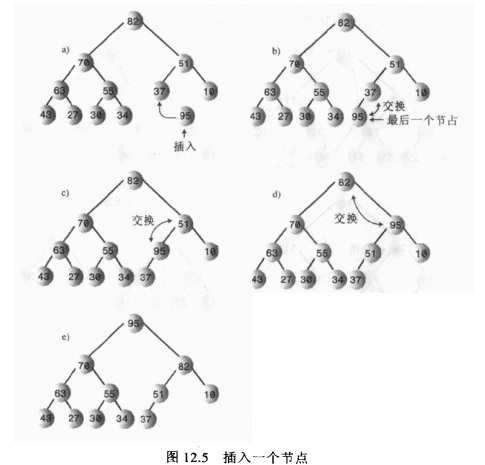 a)
82
70 51
63 55 37 10
43 27 30 34 95
插入
b)
82
70 51
63 55 37 10
交换
43 27 30 34 95 最后一个节占
c)
82
70 交换 51
63 55 95 10
43 27 30 34 37
d)
82
交换
70 95
63 55 51 10
43 27 30 34 37
e)
95
70 82
63 55 51 10
43 27 30 34 37
图 12.5 插入一个节点